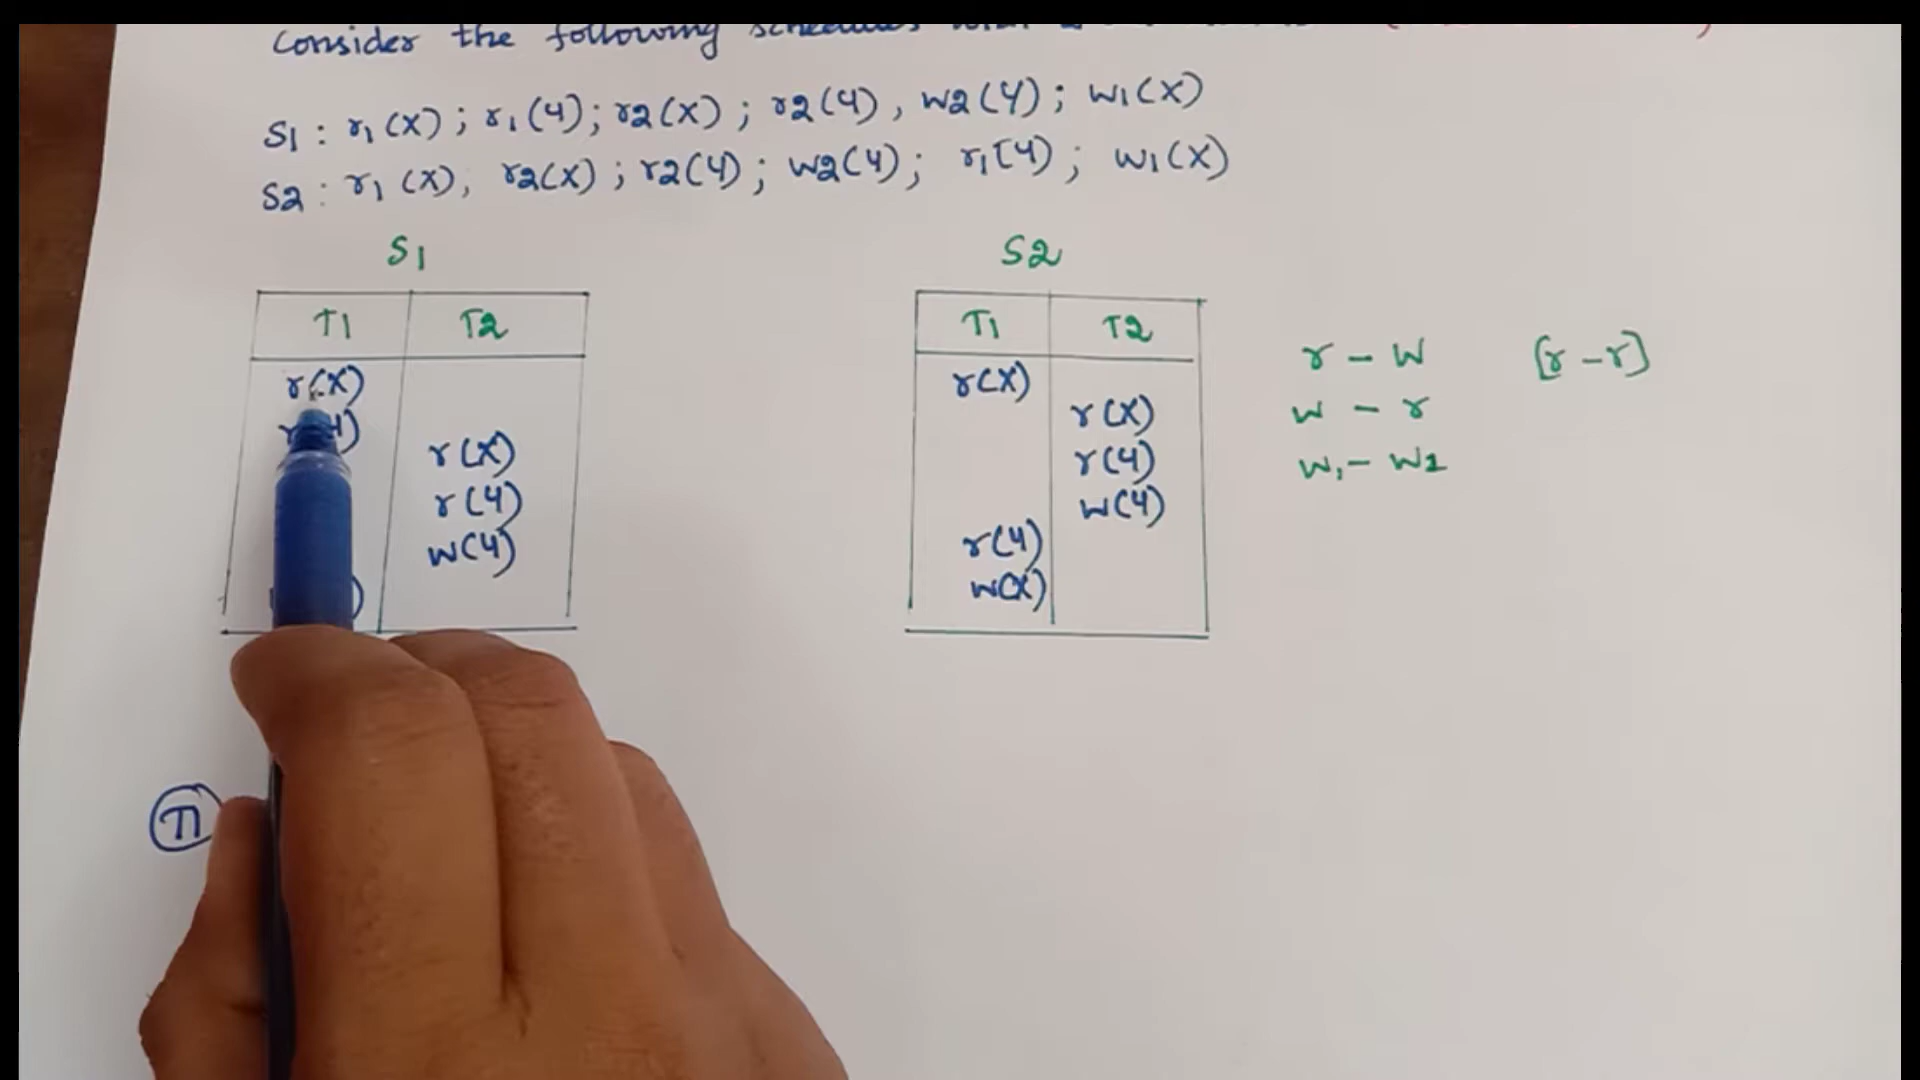 Consider the following schedules
S1 : r1(X) ; r1(Y) ; r2(X) ; r2(Y) , w2(Y) ; w1(X)
S2 : r1(X), r2(X) ; r2(Y) ; w2(Y) ; r1[Y) ; w1(X)
S1 S2
T1 T2 T1 T2
r - w [r - r]
r(X) r(X)
w - r
r(X) r(X)
r(Y) w1 - w2
r(Y) w(Y)
w(Y) r(Y)
w(X)
T1